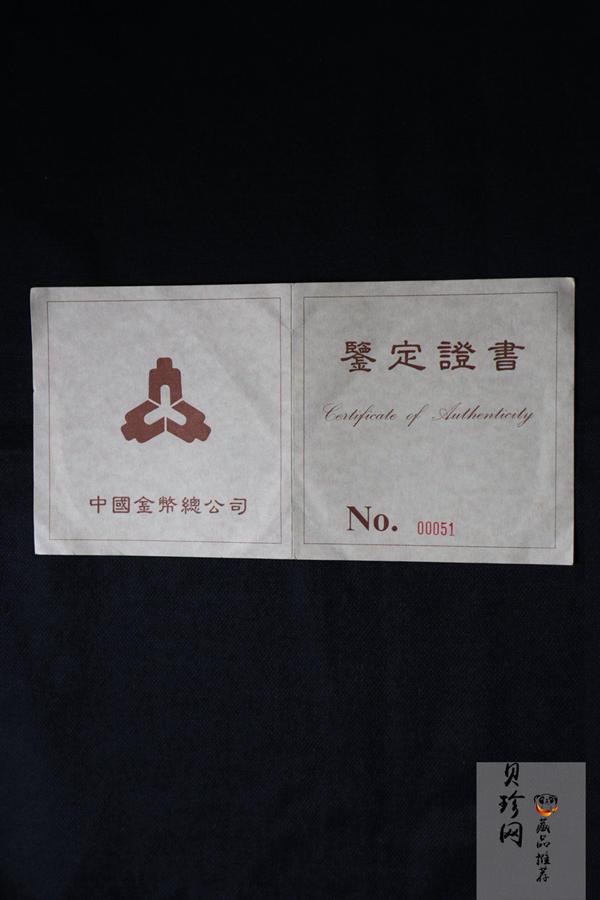 中國金幣總公司
鑒定證書
Certificate of Authenticity
No. 00051
贝珍网
藏品推荐